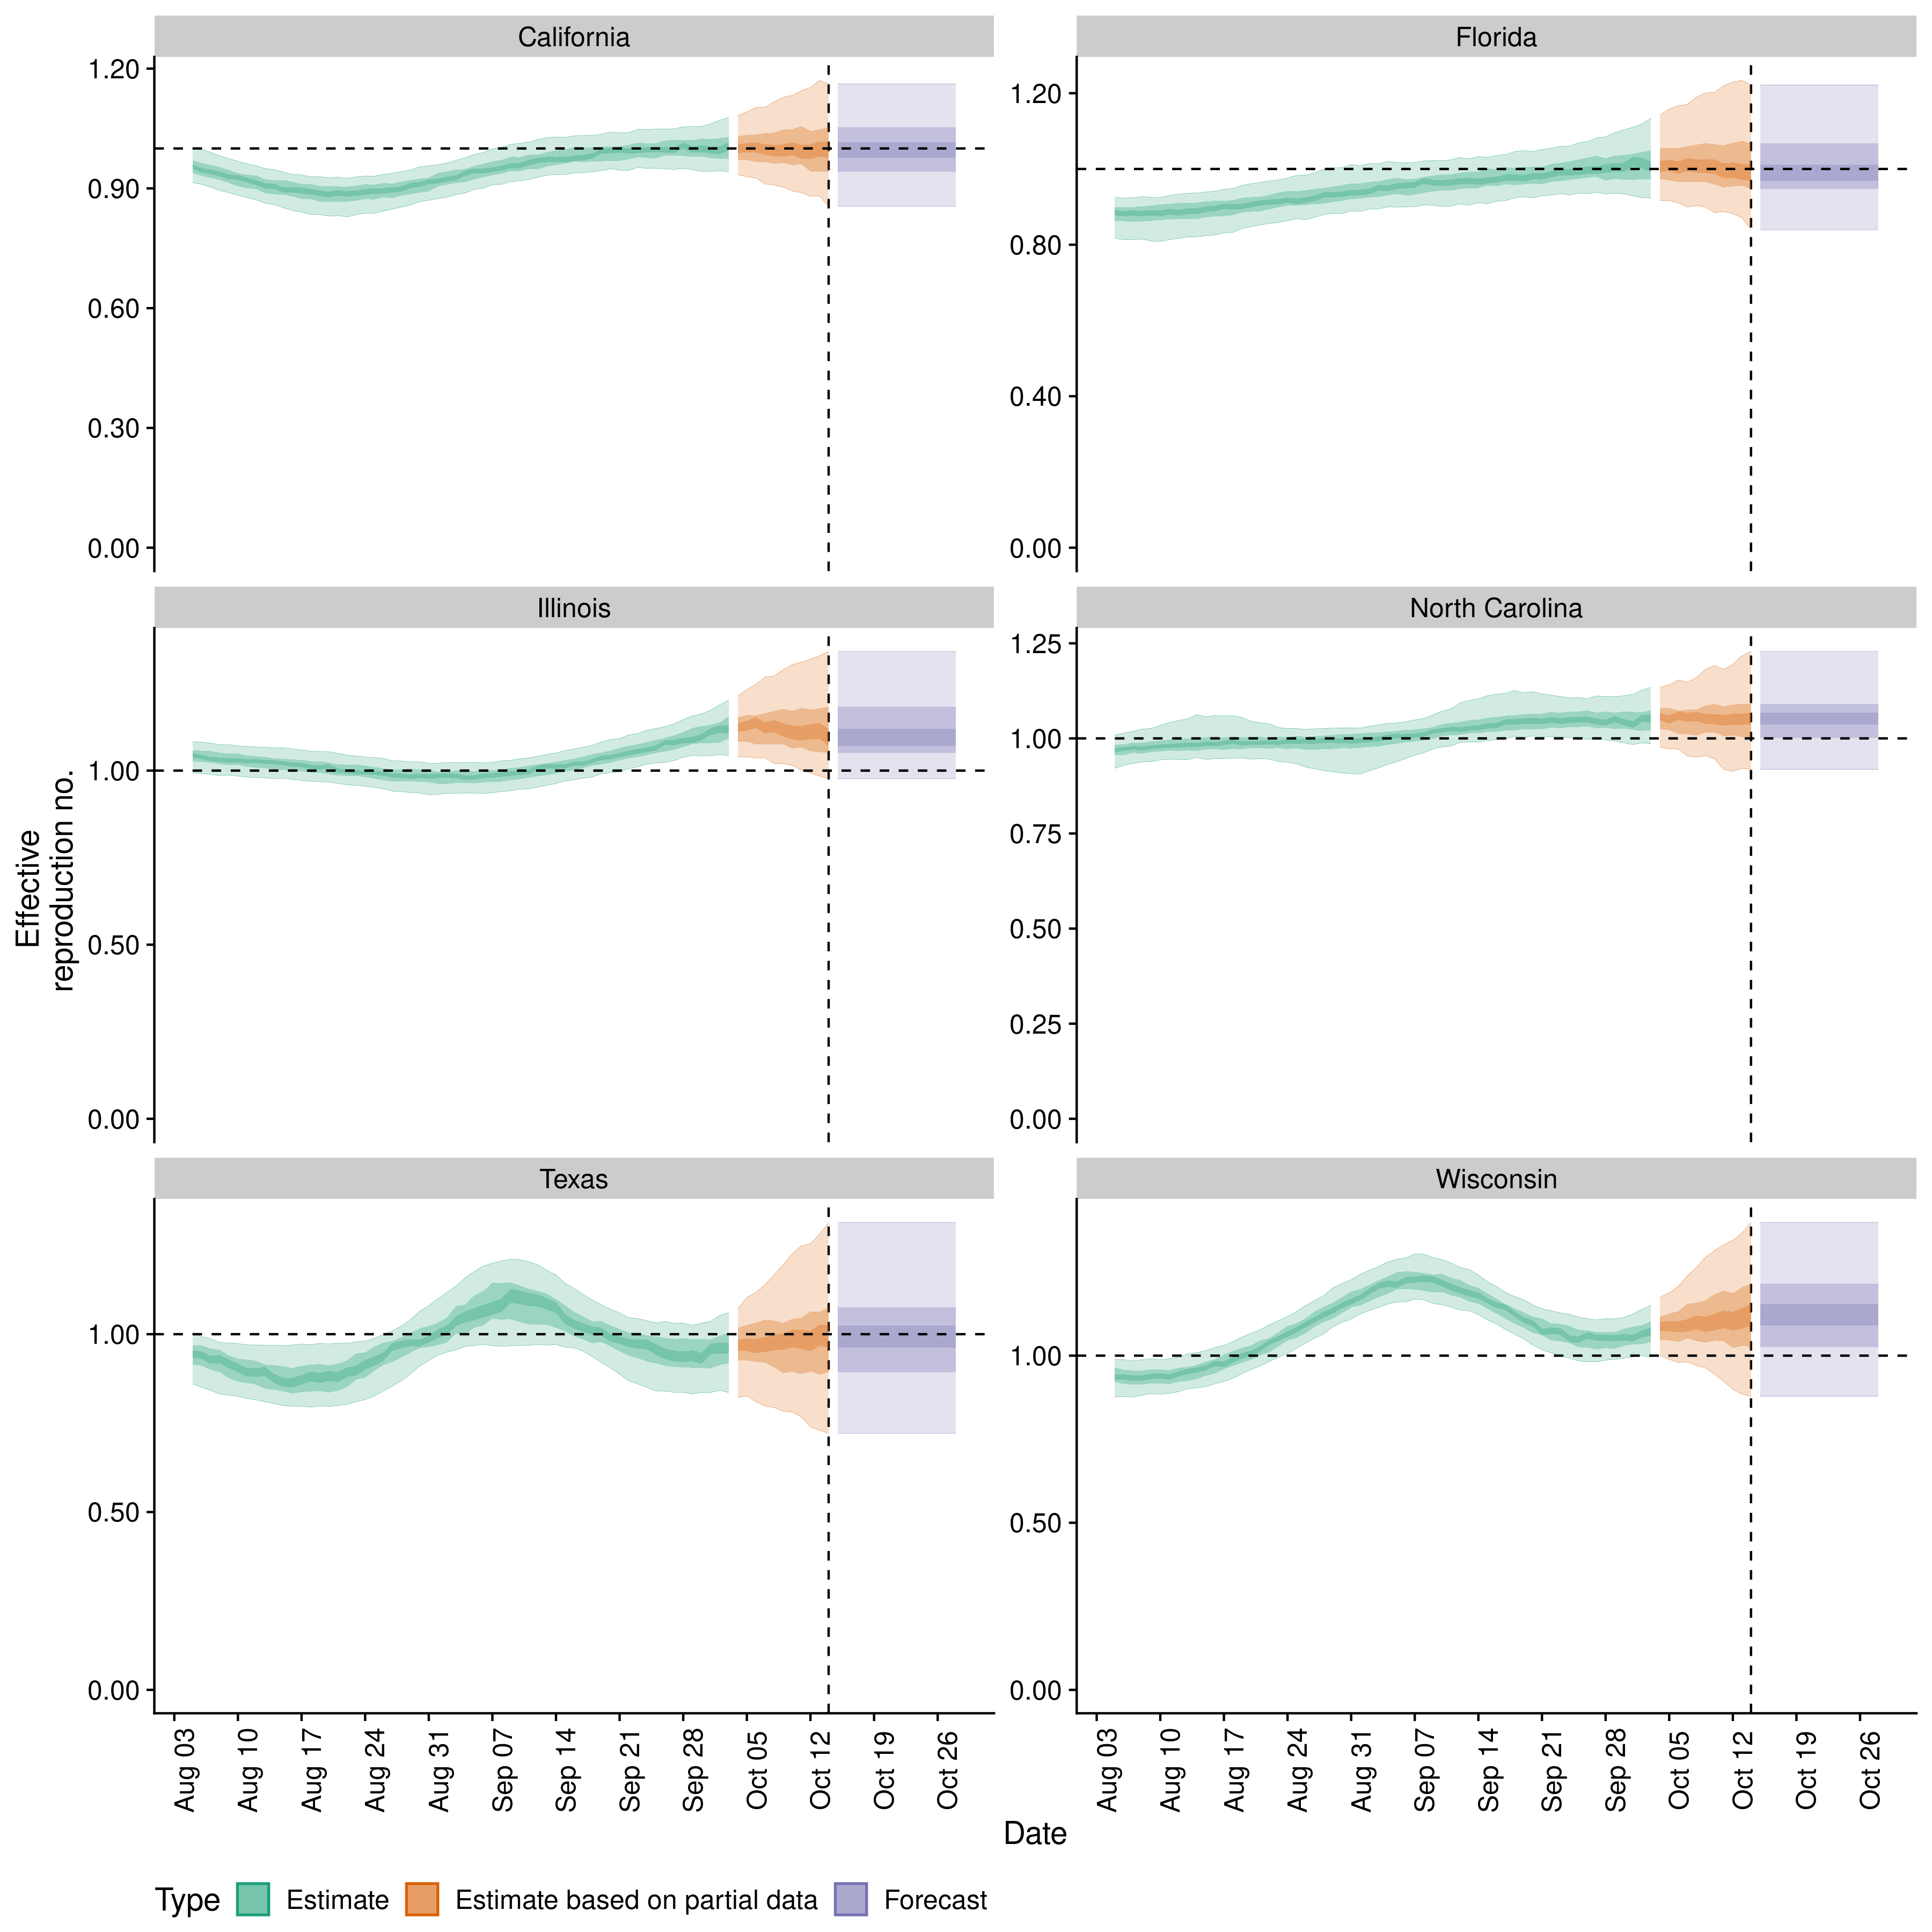 California
Florida
1.20
0.90
0.60
0.30
0.00
1.20
0.80
0.40
0.00
Illinois
North Carolina
1.00
0.50
0.00
1.25
1.00
0.75
0.50
0.25
0.00
Effective
reproduction no.
Texas
Wisconsin
1.00
0.50
0.00
1.00
0.50
0.00
Aug 03
Aug 10
Aug 17
Aug 24
Aug 31
Sep 07
Sep 14
Sep 21
Sep 28
Oct 05
Oct 12
Oct 19
Oct 26
Aug 03
Aug 10
Aug 17
Aug 24
Aug 31
Sep 07
Sep 14
Sep 21
Sep 28
Oct 05
Oct 12
Oct 19
Oct 26
Date
Type Estimate Estimate based on partial data Forecast